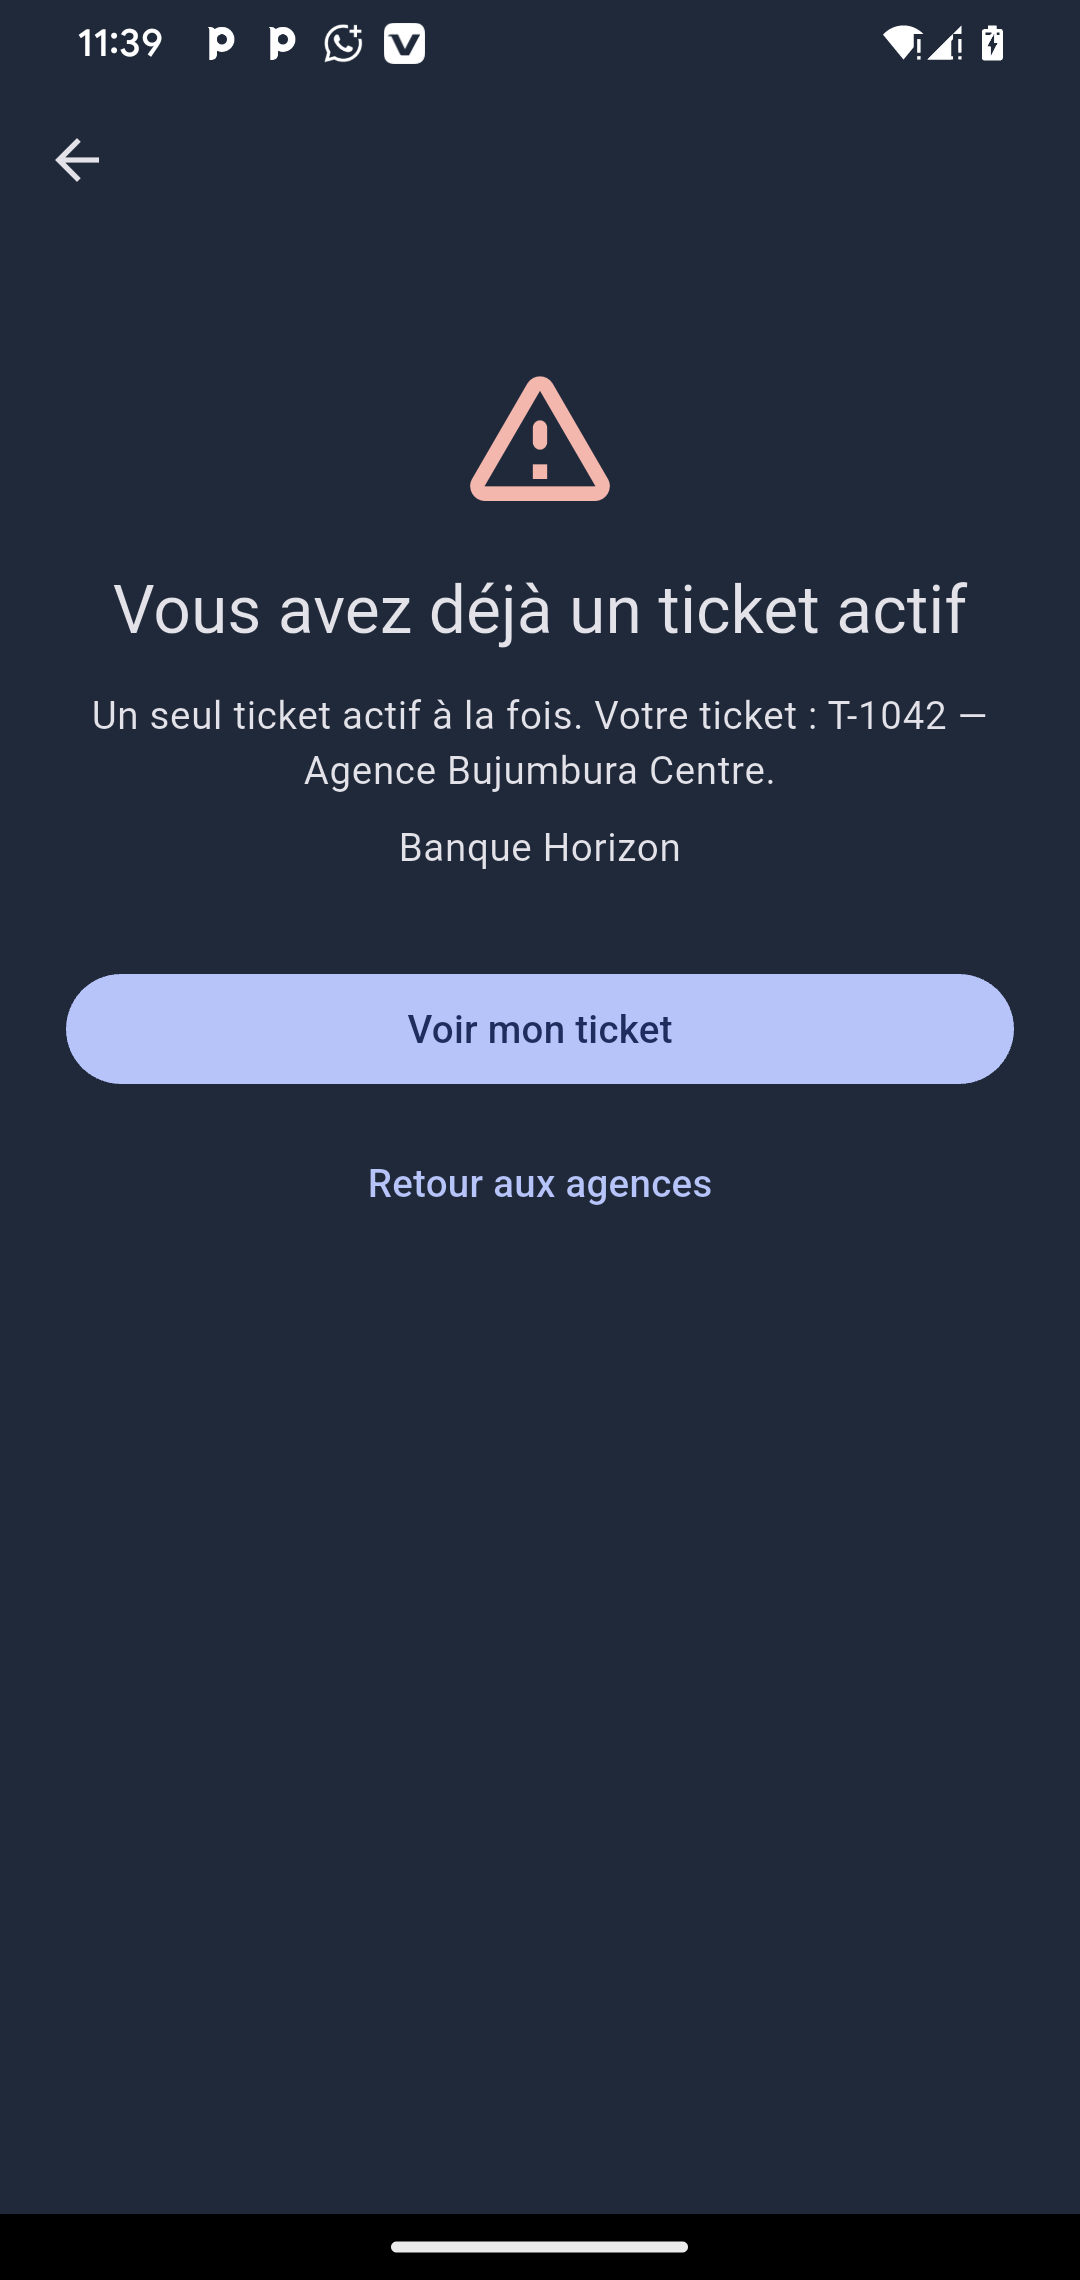 11:39
Vous avez déjà un ticket actif
Un seul ticket actif à la fois. Votre ticket : T-1042 —
Agence Bujumbura Centre.
Banque Horizon
Voir mon ticket
Retour aux agences